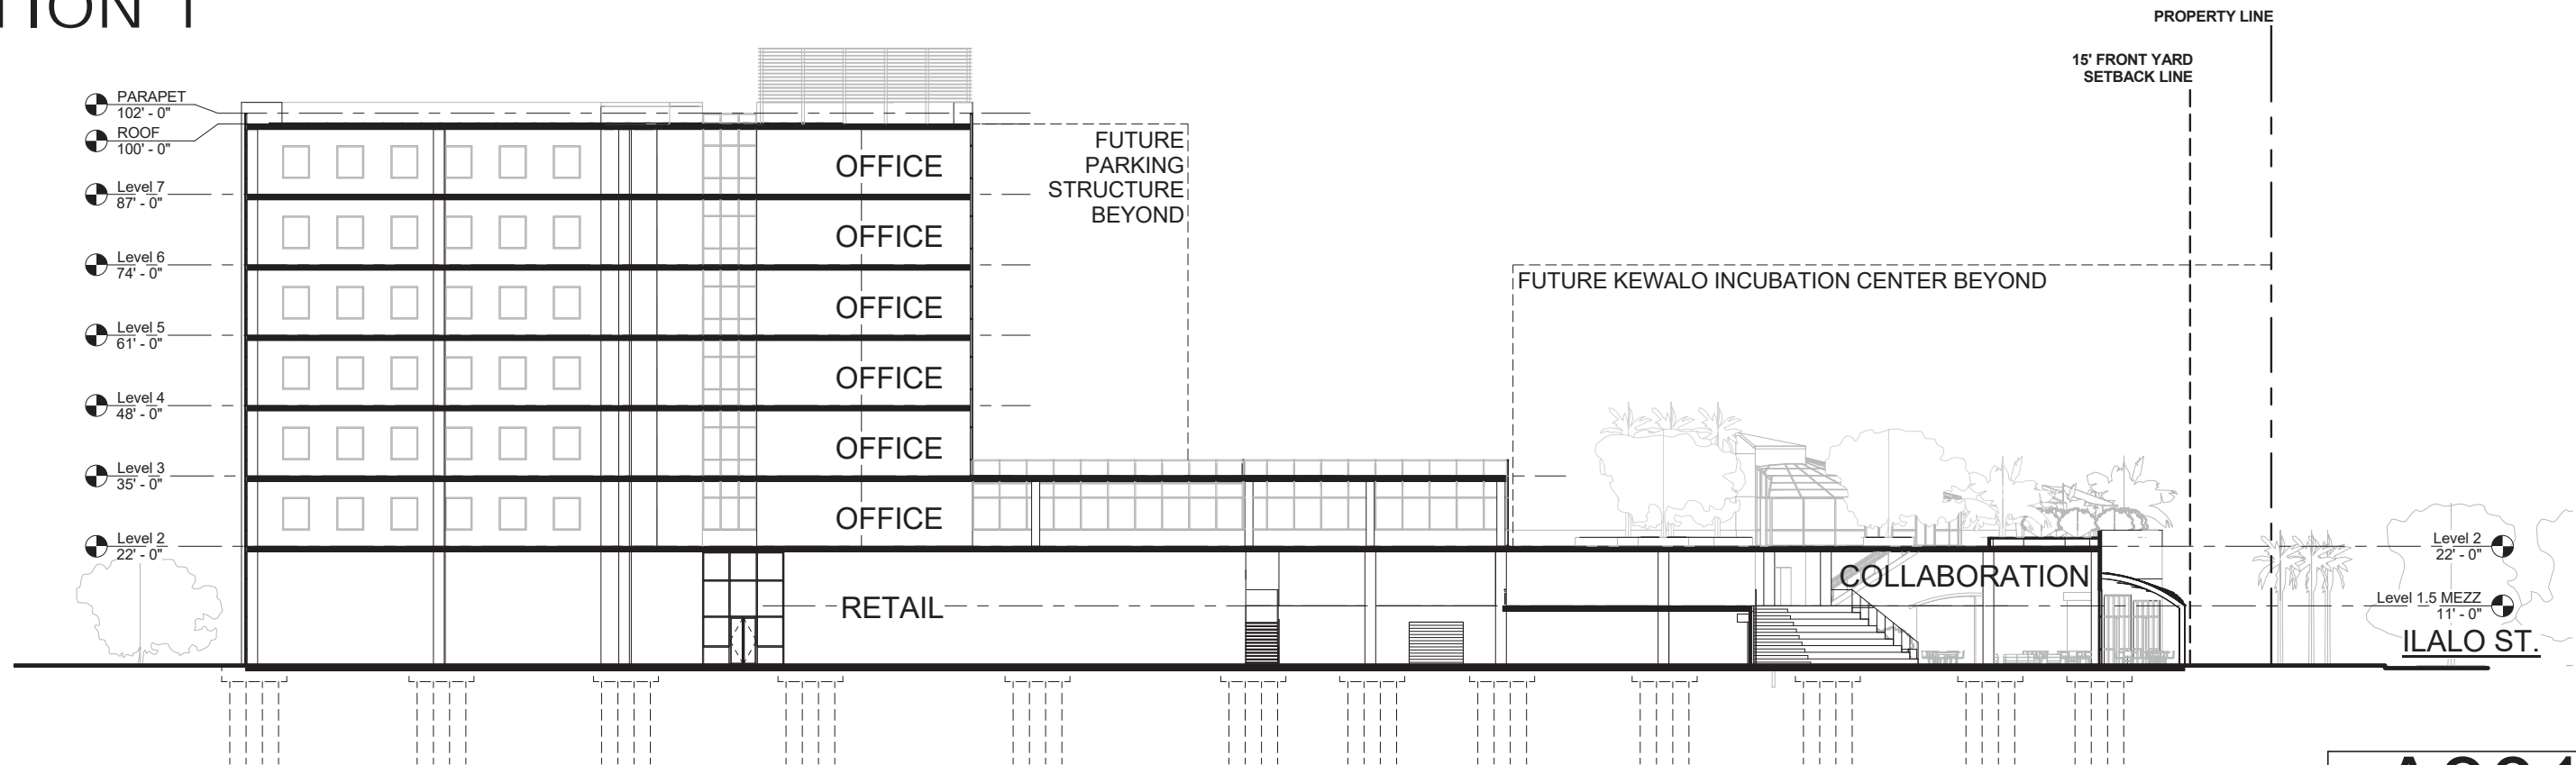 PROPERTY LINE
15' FRONT YARD
SETBACK LINE
PARAPET
102' - 0"
ROOF
100' - 0"
Level 7
87' - 0"
Level 6
74' - 0"
Level 5
61' - 0"
Level 4
48' - 0"
Level 3
35' - 0"
Level 2
22' - 0"
OFFICE
OFFICE
OFFICE
OFFICE
OFFICE
OFFICE
RETAIL
FUTURE
PARKING
STRUCTURE
BEYOND
FUTURE KEWALO INCUBATION CENTER BEYOND
COLLABORATION
Level 2
22' - 0"
Level 1.5 MEZZ
11' - 0"
ILALO ST.